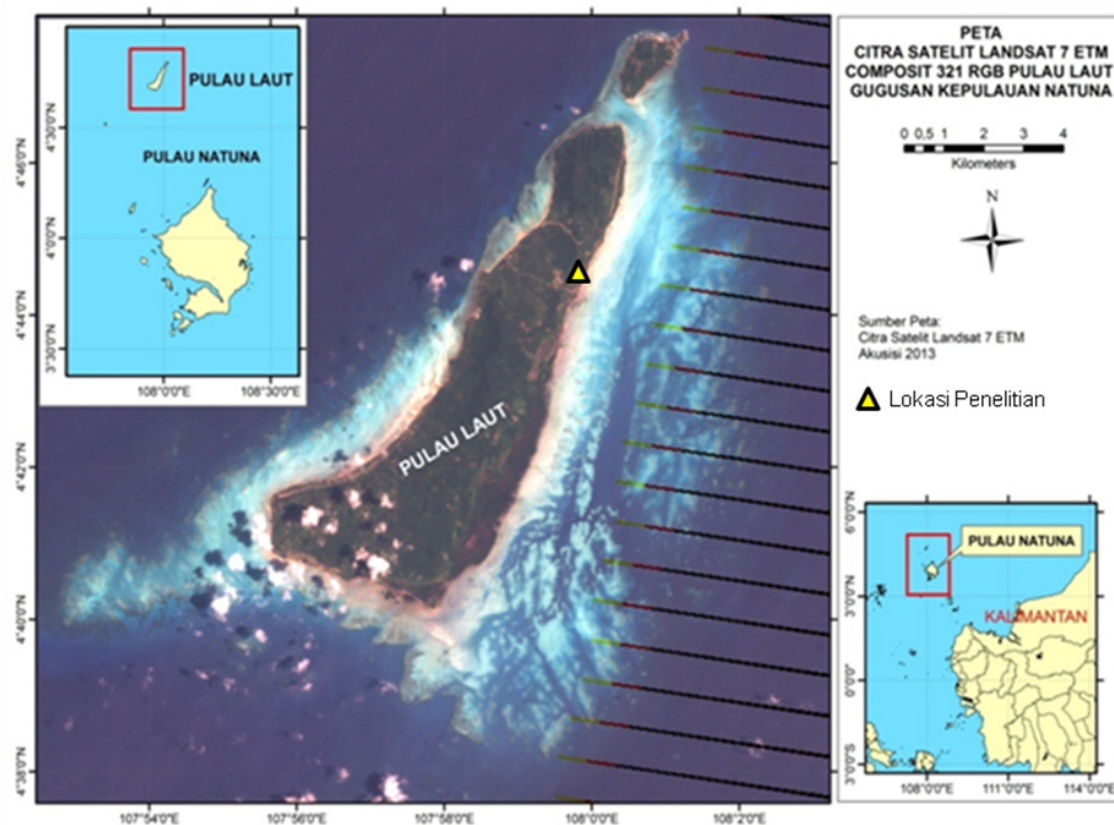 PULAU LAUT
PULAU NATUNA
4°30'0"N
4°0'0"N
3°30'0"N
108°0'0"E
108°30'0"E
4°46'0"N
4°44'0"N
4°42'0"N
4°40'0"N
4°38'0"N
107°54'0"E
107°56'0"E
107°58'0"E
108°0'0"E
108°2'0"E
PULAU LAUT
PETA
CITRA SATELIT LANDSAT 7 ETM
COMPOSIT 321 RGB PULAU LAUT
GUGUSAN KEPULAUAN NATUNA
0 0,5 1 2 3 4
Kilometers
N
Sumber Peta:
Citra Satelit Landsat 7 ETM
Akusisi 2013
Lokasi Penelitian
PULAU NATUNA
KALIMANTAN
6°0'0"N
3°0'0"N
0°0'0"
3°0'0"S
108°0'0"E
111°0'0"E
114°0'0"E